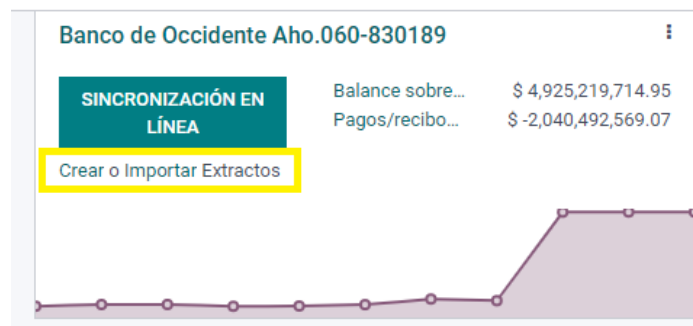 Banco de Occidente Aho.060-830189
SINCRONIZACIÓN EN
LÍNEA
Balance sobre... $ 4,925,219,714.95
Pagos/recibo... $ -2,040,492,569.07
Crear o Importar Extractos